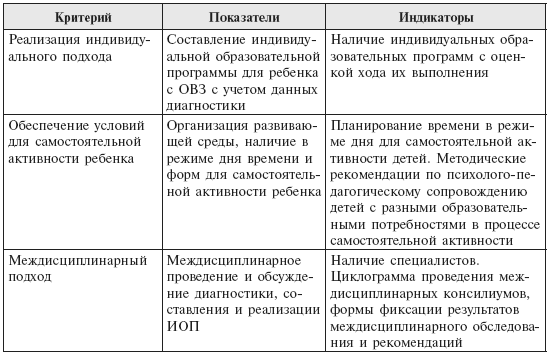 Критерий
Показатели
Индикаторы
Реализация индивиду-
ального подхода
Составление индивиду-
альной образовательной
программы для ребенка
с ОВЗ с учетом данных
диагностики
Наличие индивидуальных обра-
зовательных программ с оцен-
кой хода их выполнения
Обеспечение условий
для самостоятельной
активности ребенка
Организация развиваю-
щей среды, наличие в
режиме дня времени и
форм для самостоятель-
ной активности ребенка
Планирование времени в режи-
ме дня для самостоятельной ак-
тивности детей. Методические
рекомендации по психолого-пе-
дагогическому сопровождению
детей с разными образователь-
ными потребностями в процессе
самостоятельной активности
Междисциплинарный
подход
Междисциплинарное
проведение и обсужде-
ние диагностики, со-
ставления и реализации
ИОП
Наличие специалистов.
Циклограмма проведения меж-
дисциплинарных консилиумов,
формы фиксации результатов
междисциплинарного обследова-
ния и рекомендаций